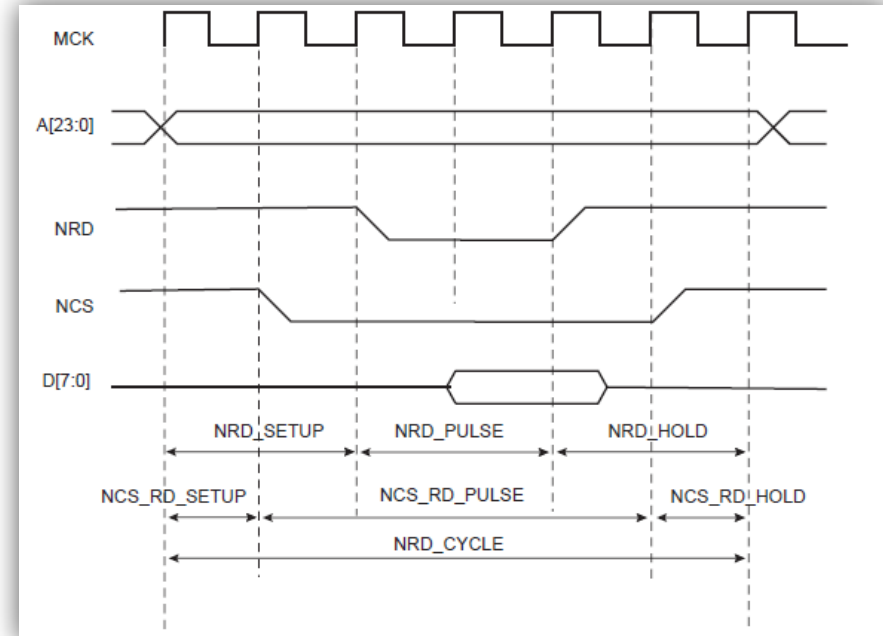 MCK
A[23:0]
NRD
NCS
D[7:0]
NRD_SETUP NRD_PULSE NRD_HOLD
NCS_RD_SETUP NCS_RD_PULSE NCS_RD_HOLD
NRD_CYCLE